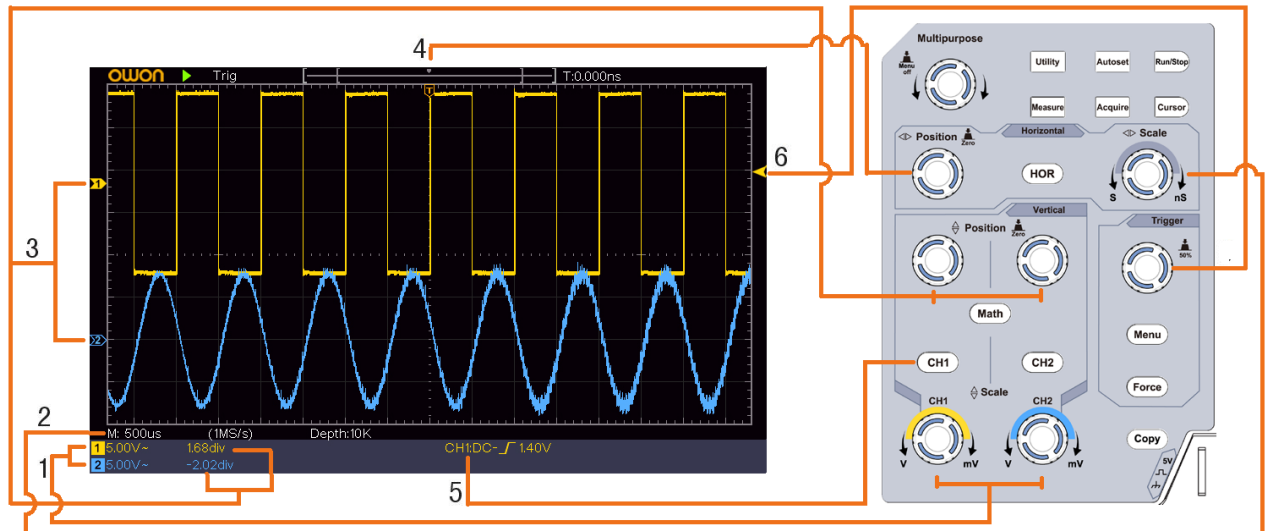 4
OWON Trig T:0.000ns
T
1
6
3
2
2
M: 500us (1MS/s) Depth:10K
1 5.00V~ 1.68div CH1:DC- 1.40V
1
2 5.00V~ -2.02div
5
Multipurpose
Menu off
Utility Autoset Run/Stop
Measure Acquire Cursor
Horizontal
Position Zero Scale
HOR
S nS
Vertical
Position Zero
Trigger
50%
Math
Menu
CH1 CH2
Force
Scale
CH1 CH2
V mV V mV
Copy
5V